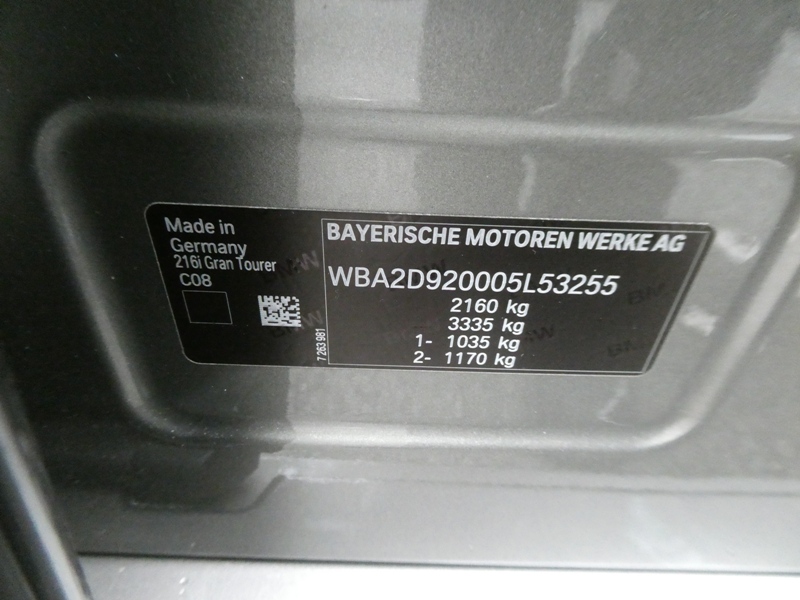 Made in
Germany
216i Gran Tourer
C08
7 263 981
BAYERISCHE MOTOREN WERKE AG
WBA2D920005L53255
2160 kg
3335 kg
1- 1035 kg
2- 1170 kg